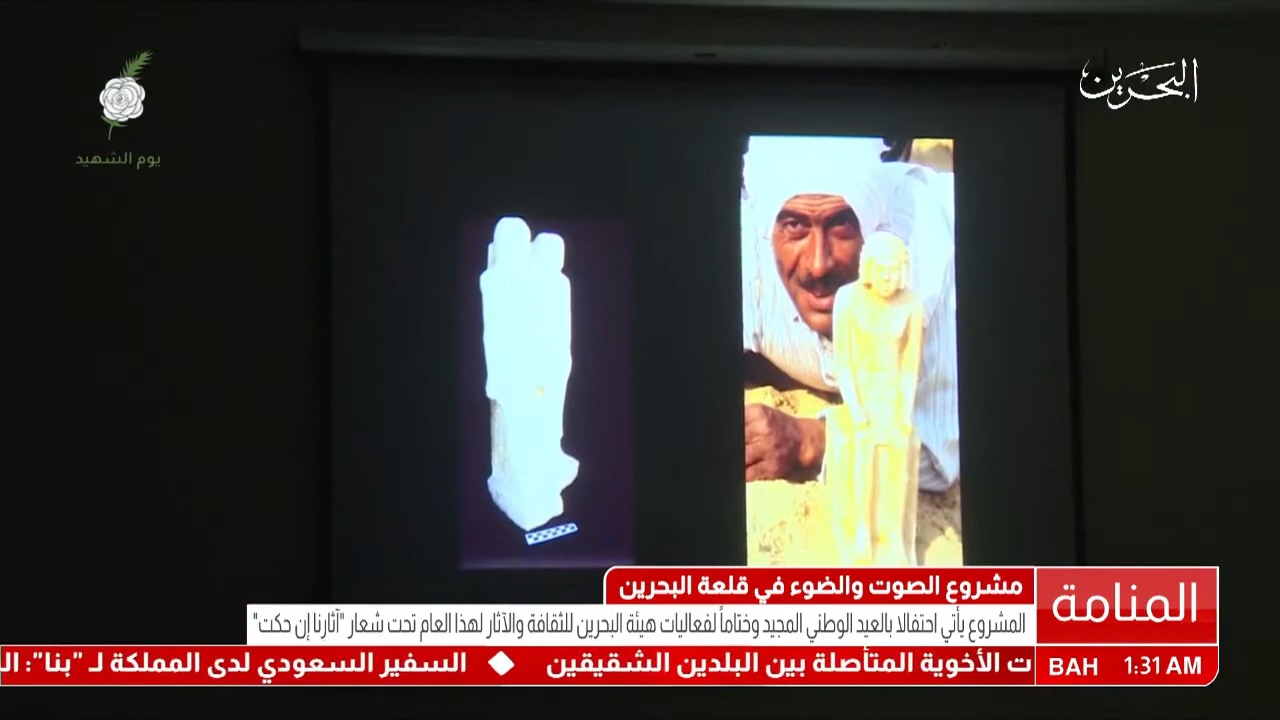 البحرين
يوم الشهيد
مشروع الصوت والضوء في قلعة البحرين
المنامة
المشروع يأتي احتفالا بالعيد الوطني المجيد وختاماً لفعاليات هيئة البحرين للثقافة والآثار لهذا العام تحت شعار "آثارنا إن حكت"
ت الأخوية المتأصلة بين البلدين الشقيقين ◆ السفير السعودي لدى المملكة لـ "بنا": ال
BAH 1:31 AM